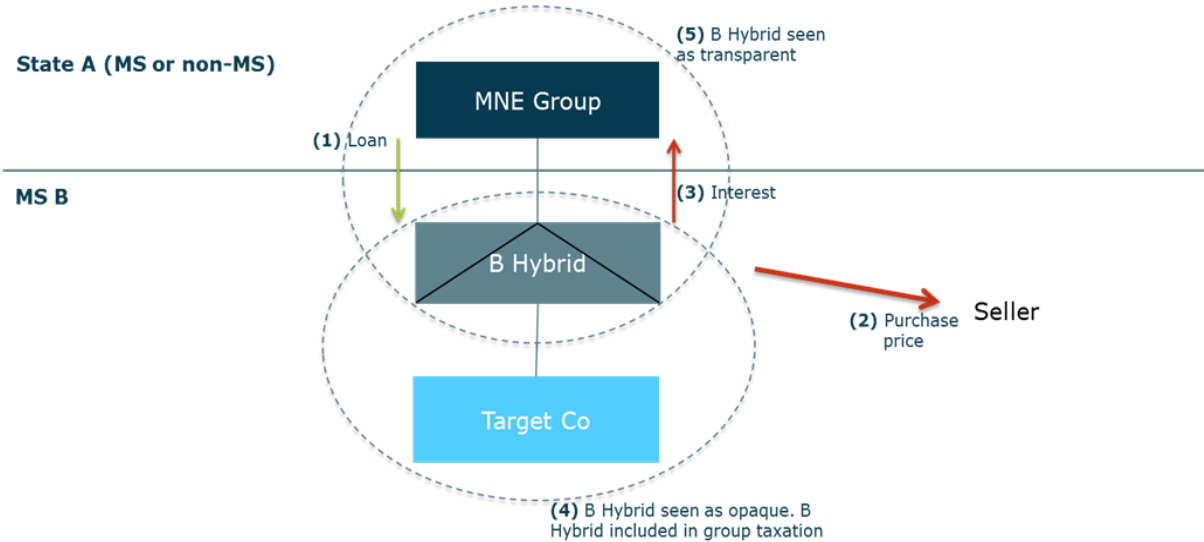 (5) B Hybrid seen
as transparent
State A (MS or non-MS)
MNE Group
(1) Loan
MS B
(3) Interest
B Hybrid
Seller
(2) Purchase
price
Target Co
(4) B Hybrid seen as opaque. B
Hybrid included in group taxation